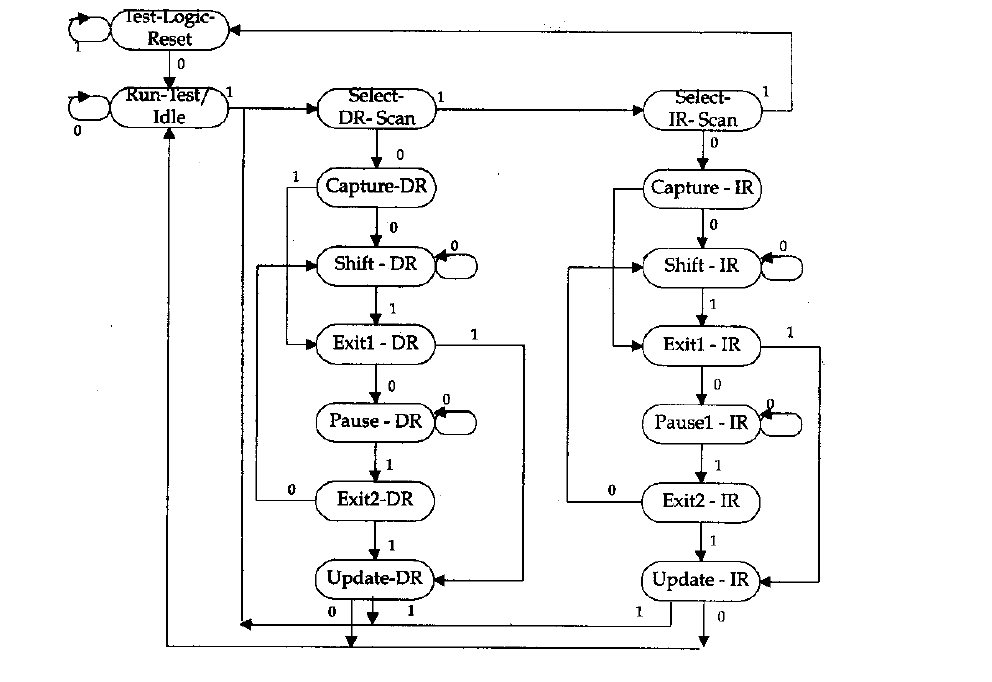 Test-Logic-
Reset
1
0
Run-Test/
Idle
1
0
Select-
DR- Scan
1
Select-
IR- Scan
1
0
0
1
Capture-DR
Capture - IR
0
0
Shift - DR
0
Shift - IR
0
1
1
Exit1 - DR
1
Exit1 - IR
1
0
0
Pause - DR
0
Pause1 - IR
0
1
1
0
Exit2-DR
0
Exit2 - IR
1
1
Update-DR
Update - IR
0
1
1
0